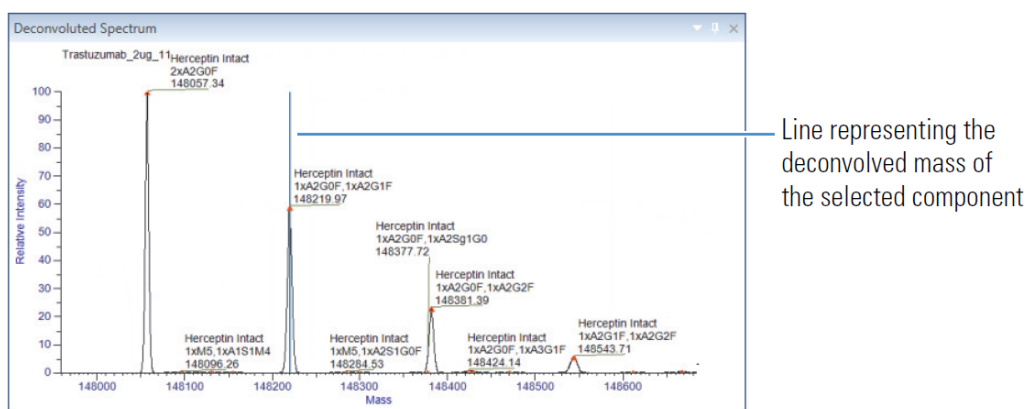 Deconvoluted Spectrum
Trastuzumab_2ug_11
Herceptin Intact
2xA2G0F
148057.34
Herceptin Intact
1xA2G0F,1xA2G1F
148219.97
Herceptin Intact
1xA2G0F,1xA2Sg1G0
148377.72
Herceptin Intact
1xA2G0F,1xA2G2F
148381.39
Herceptin Intact
1xM5,1xA1S1M4
148096.26
Herceptin Intact
1xM5,1xA2S1G0F
148284.53
Herceptin Intact
1xA2G0F,1xA3G1F
148424.14
Herceptin Intact
1xA2G1F,1xA2G2F
148543.71
100
90
80
70
60
50
40
30
20
10
0
Relative Intensity
148000
148100
148200
148300
148400
148500
148600
Mass
Line representing the
deconvolved mass of
the selected component